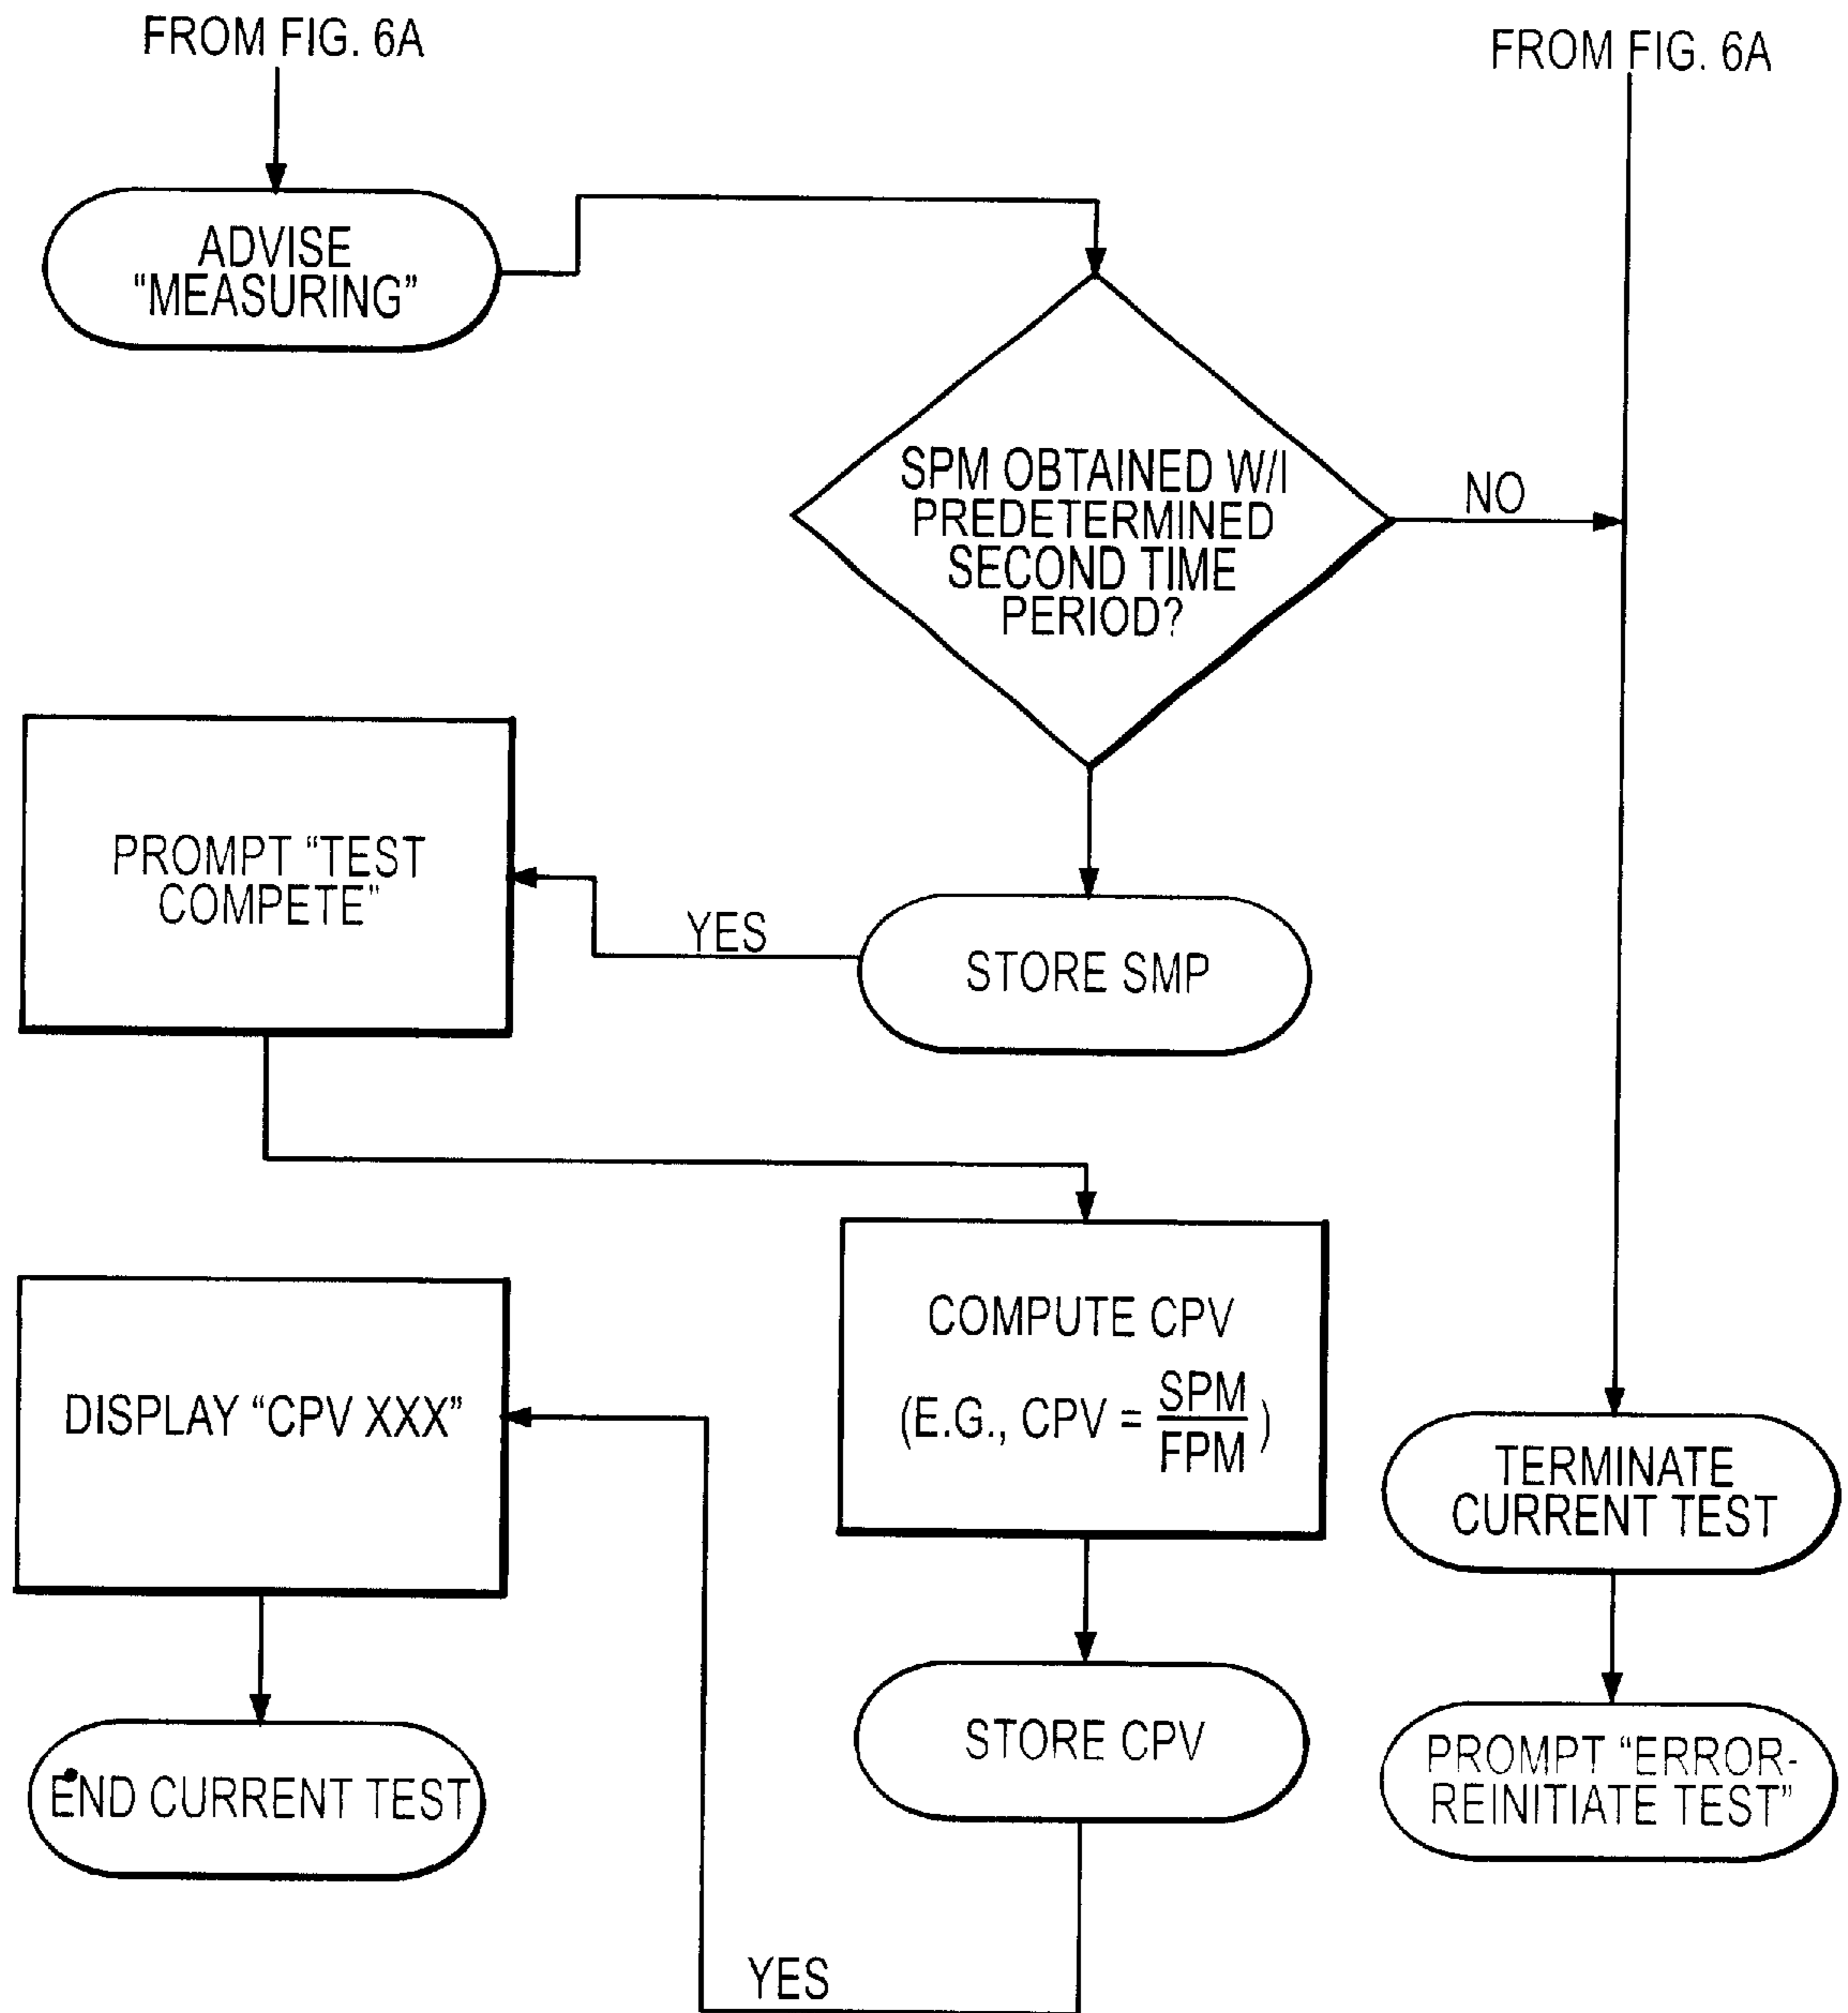 FROM FIG. 6A
FROM FIG. 6A
ADVISE
“MEASURING”
SPM OBTAINED W/I
PREDETERMINED
SECOND TIME
PERIOD?
NO
PROMPT “TEST
COMPETE”
YES
STORE SMP
COMPUTE CPV
(E.G., CPV = SPM
FPM )
DISPLAY “CPV XXX”
TERMINATE
CURRENT TEST
STORE CPV
END CURRENT TEST
PROMPT “ERROR-
REINITIATE TEST”
YES